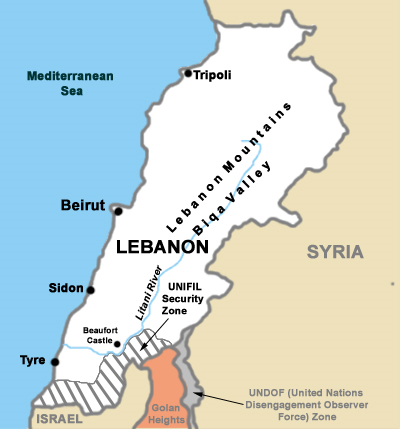 Mediterranean
Sea
Tripoli
Lebanon Mountains
Biqa Valley
Beirut
LEBANON
SYRIA
Sidon
Litani River
UNIFIL
Security
Zone
Beaufort
Castle
Tyre
UNDOF (United Nations
Disengagement Observer
Force) Zone
ISRAEL
Golan
Heights